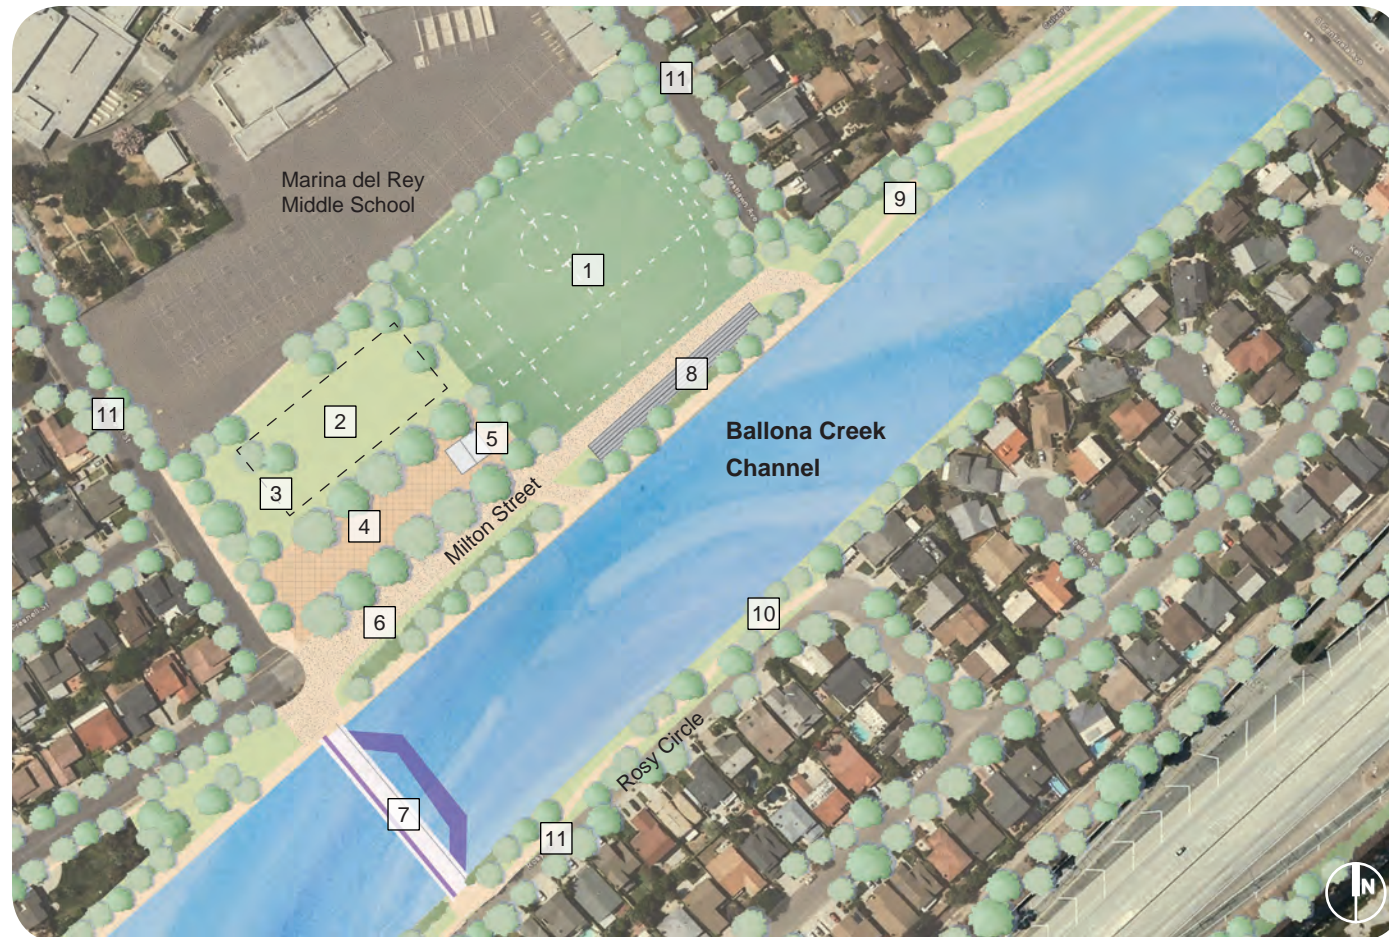 11
Marina del Rey
Middle School
9
1
8
11
2
5
Ballona Creek
Channel
3
4
Milton Street
10
6
Rosy Circle
7
11
N